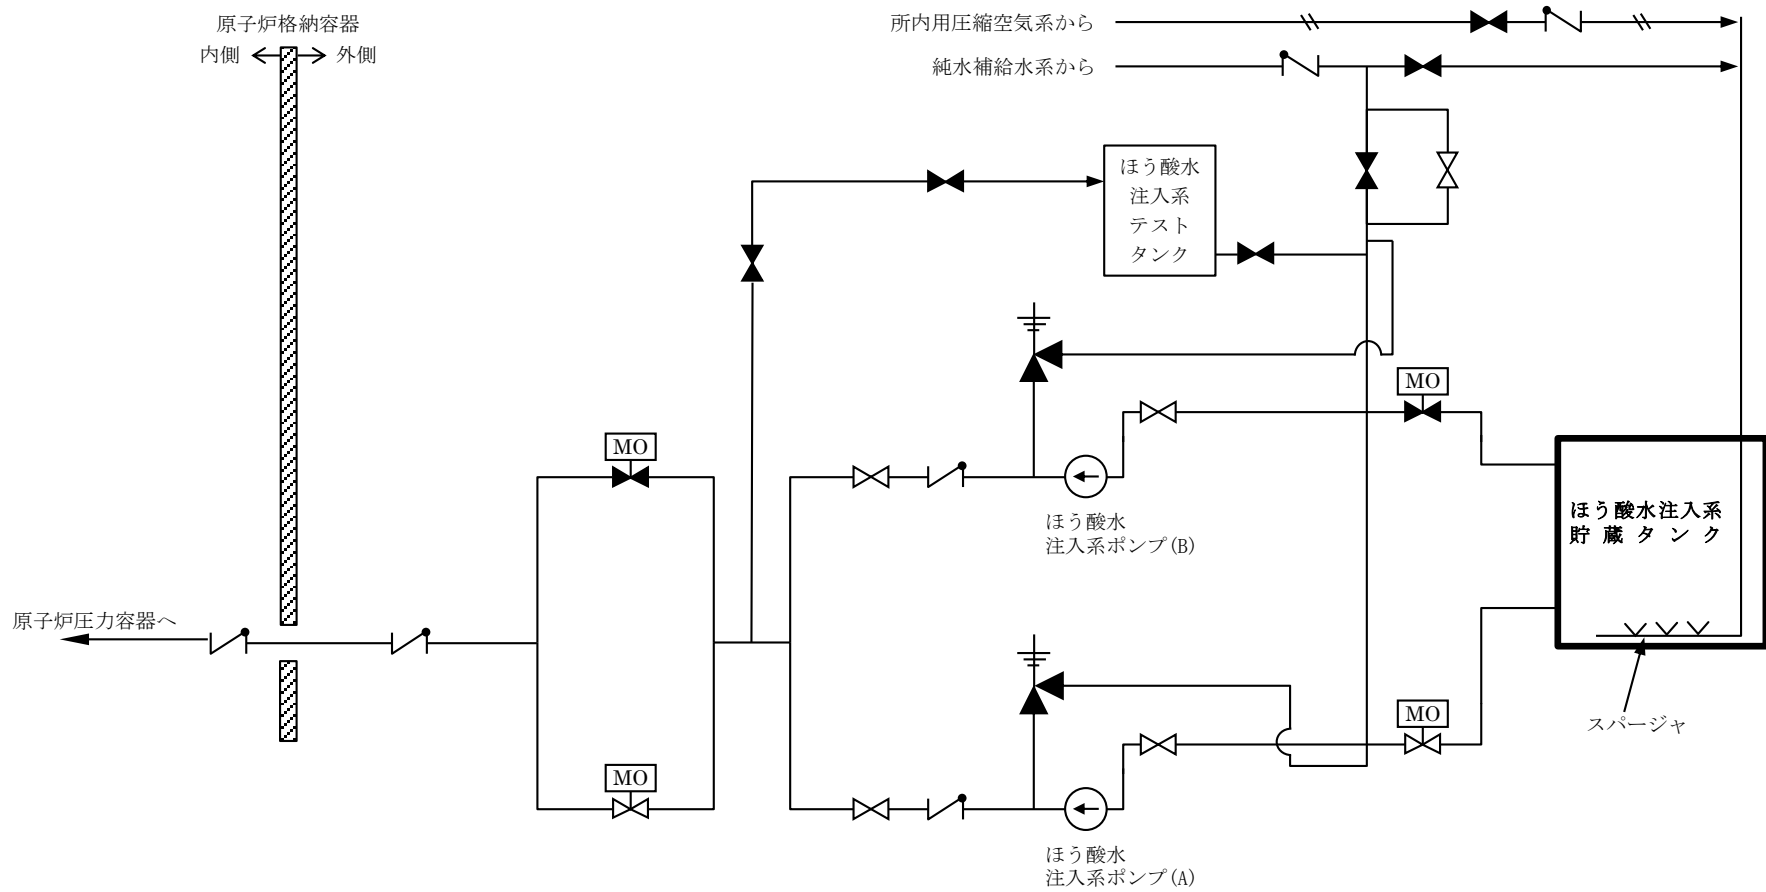 原子炉格納容器
内側
外側
所内用圧縮空気系から
純水補給水系から
ほう酸水
注入系
テスト
タンク
MO
MO
ほう酸水
注入系ポンプ(B)
ほう酸水注入系
貯蔵タンク
原子炉圧力容器へ
MO
スパージャ
MO
ほう酸水
注入系ポンプ(A)